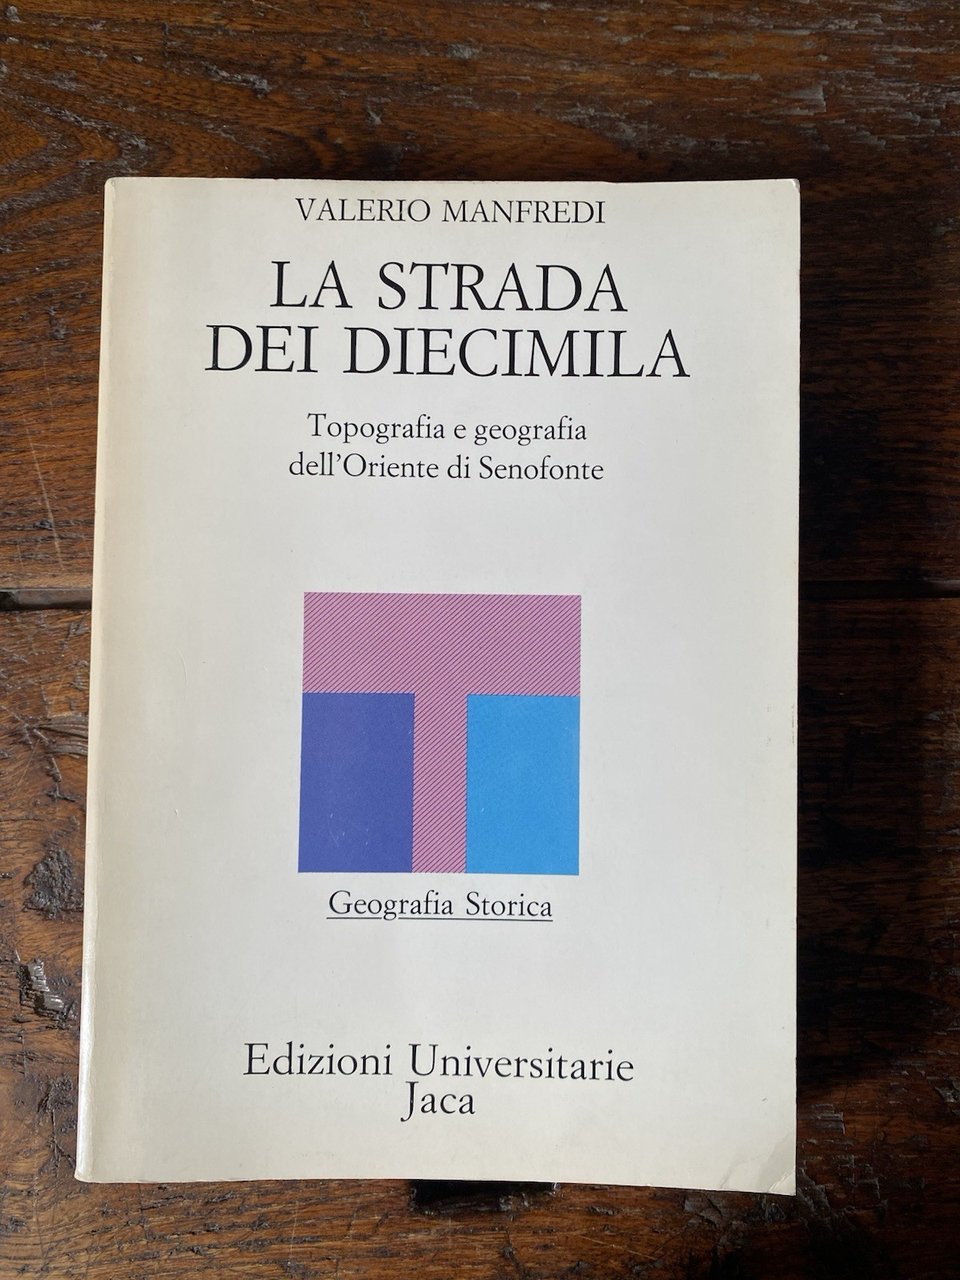 VALERIO MANFREDI
LA STRADA
DEI DIECIMILA
Topografia e geografia
dell'Oriente di Senofonte
Geografia Storica
Edizioni Universitarie
Jaca